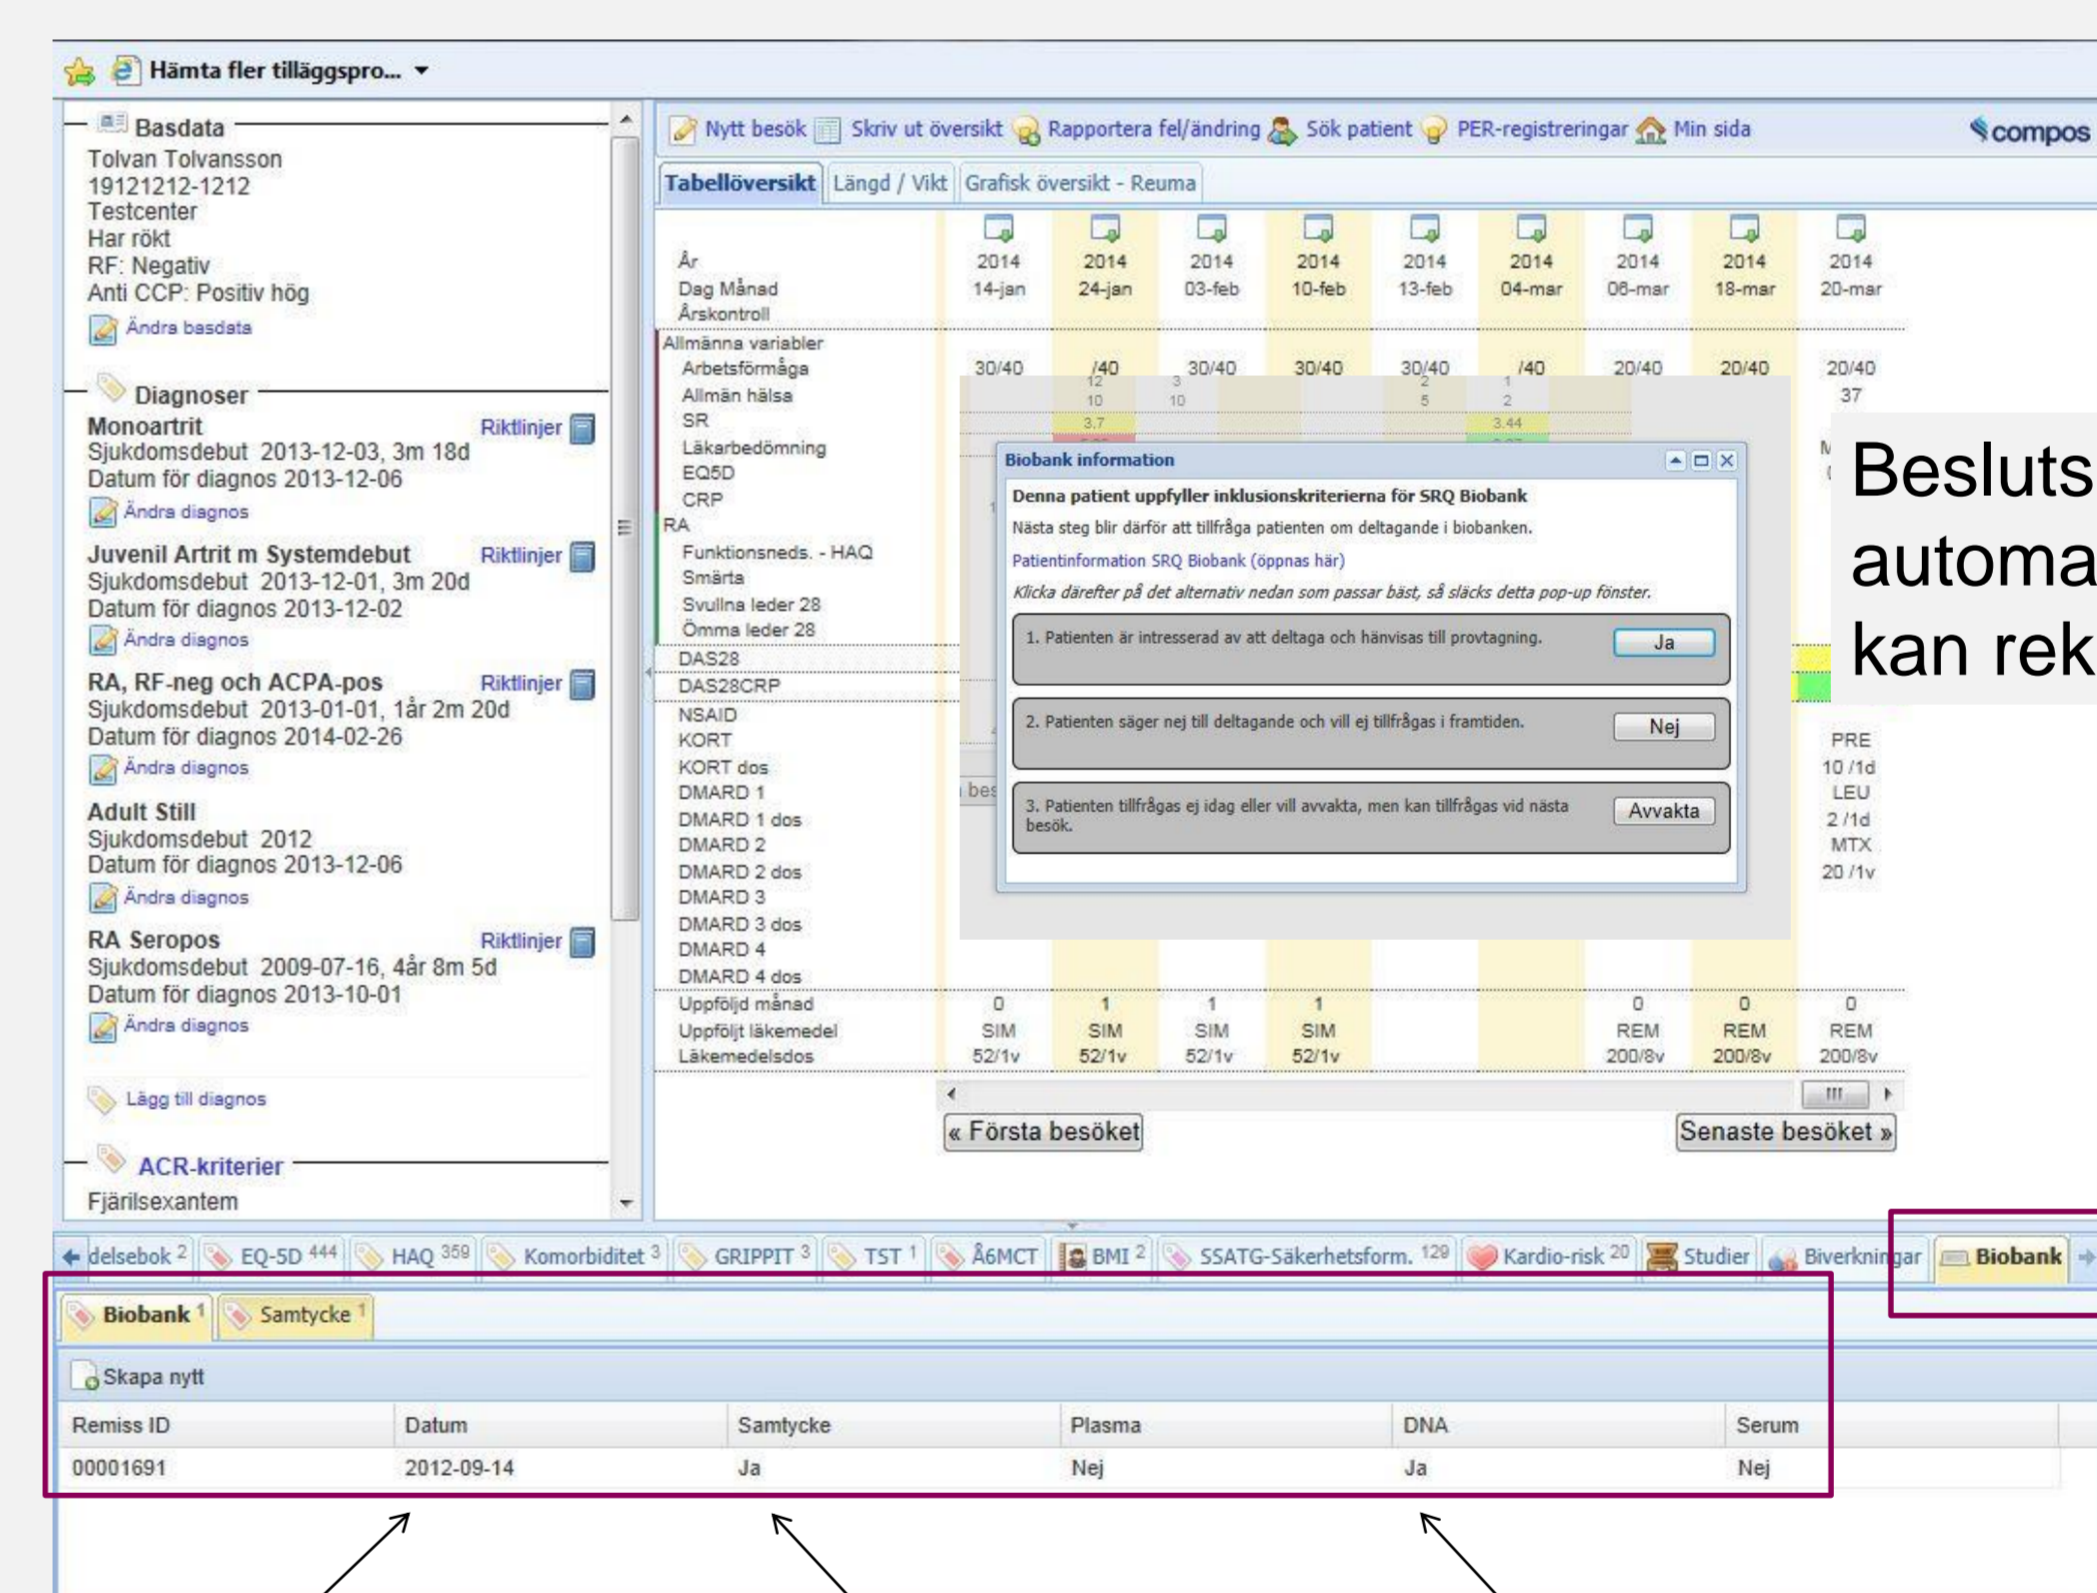 Hämta fler tilläggspro...
Basdata
Tolvan Tolvansson
19121212-1212
Testcenter
Har rökt
RF: Negativ
Anti CCP: Positiv hög
Ändra basdata
Diagnoser
Monoartrit Riktlinjer
Sjukdomsdebut 2013-12-03, 3m 18d
Datum för diagnos 2013-12-06
Ändra diagnos
Juvenil Artrit m Systemdebut Riktlinjer
Sjukdomsdebut 2013-12-01, 3m 20d
Datum för diagnos 2013-12-02
Ändra diagnos
RA, RF-neg och ACPA-pos Riktlinjer
Sjukdomsdebut 2013-01-01, 1år 2m 20d
Datum för diagnos 2014-02-26
Ändra diagnos
Adult Still
Sjukdomsdebut 2012
Datum för diagnos 2013-12-06
Ändra diagnos
RA Seropos Riktlinjer
Sjukdomsdebut 2009-07-16, 4år 8m 5d
Datum för diagnos 2013-10-01
Ändra diagnos
Lägg till diagnos
ACR-kriterier
Fjärilsexantem
Nytt besök Skriv ut översikt Rapportera fel/ändring Sök patient PER-registreringar Min sida compos
Tabellöversikt Längd / Vikt Grafisk översikt - Reuma
År 2014 2014 2014 2014 2014 2014 2014 2014 2014
Dag Månad 14-jan 24-jan 03-feb 10-feb 13-feb 04-mar 06-mar 18-mar 20-mar
Årskontroll
Allmänna variabler
Arbetsförmåga 30/40 /40 30/40 30/40 30/40 /40 20/40 20/40 20/40
12 3 2 1
Allmän hälsa 37
10 10 5 2
SR 3.7 3.44
Läkarbedömning
EQ5D
CRP
RA
Funktionsneds. - HAQ
Smärta
Svullna leder 28
Ömma leder 28
DAS28
DAS28CRP
NSAID
KORT PRE
KORT dos 10 /1d
DMARD 1 LEU
DMARD 1 dos 2 /1d
DMARD 2 MTX
DMARD 2 dos 20 /1v
DMARD 3
DMARD 3 dos
DMARD 4
DMARD 4 dos
Uppföljd månad 0 1 1 1 0 0 0
Uppföljt läkemedel SIM SIM SIM SIM REM REM REM
Läkemedelsdos 52/1v 52/1v 52/1v 52/1v 200/8v 200/8v 200/8v
« Första besöket Senaste besöket »
Biobank information
Denna patient uppfyller inklusionskriterierna för SRQ Biobank
Nästa steg blir därför att tillfråga patienten om deltagande i biobanken.
Patientinformation SRQ Biobank (öppnas här)
Klicka därefter på det alternativ nedan som passar bäst, så släcks detta pop-up fönster.
1. Patienten är intresserad av att deltaga och hänvisas till provtagning. Ja
2. Patienten säger nej till deltagande och vill ej tillfrågas i framtiden. Nej
3. Patienten tillfrågas ej idag eller vill avvakta, men kan tillfrågas vid nästa Avvakta
besök.
Besluts
automa
kan rek
delsebok 2 EQ-5D 444 HAQ 359 Komorbiditet 3 GRIPPIT 3 TST 1 Å6MCT BMI 2 SSATG-Säkerhetsform. 129 Kardio-risk 20 Studier Biverkningar Biobank
Biobank 1 Samtycke 1
Skapa nytt
Remiss ID Datum Samtycke Plasma DNA Serum
00001691 2012-09-14 Ja Nej Ja Nej